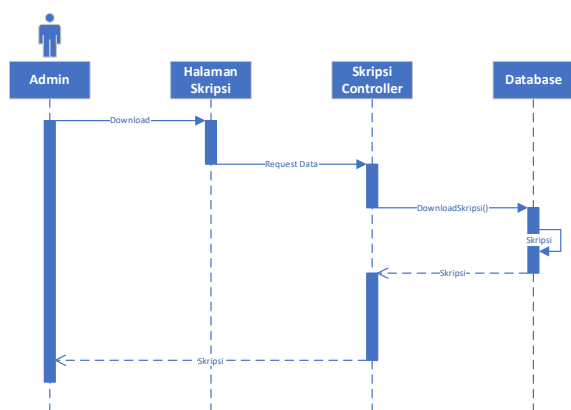 Admin
Halaman
Skripsi
Skripsi
Controller
Database
Download
Request Data
DownloadSkripsi()
Skripsi
Skripsi
Skripsi